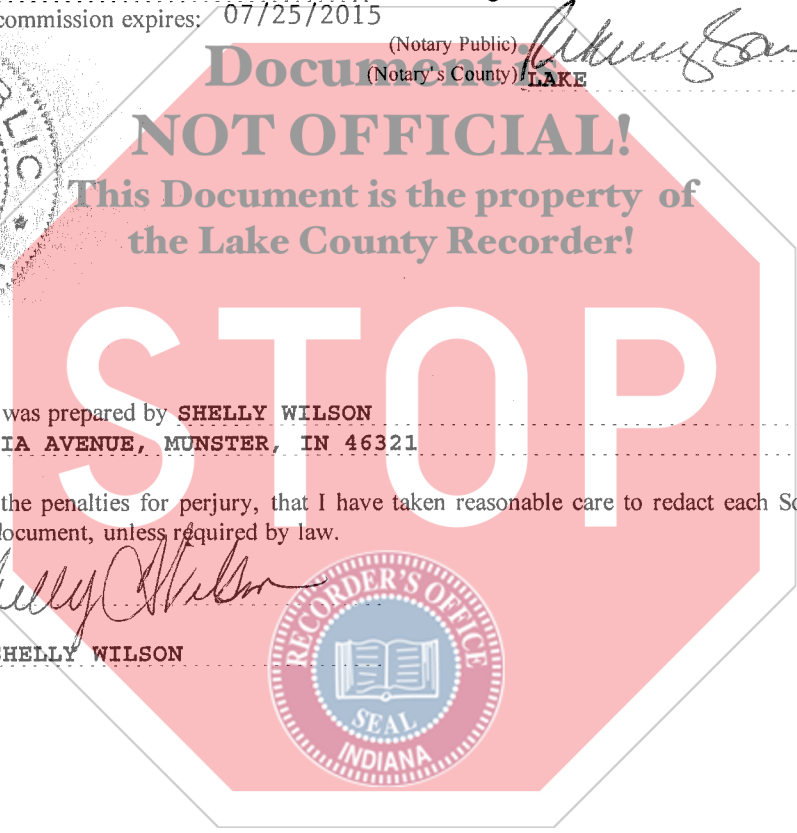 commission expires: 07/25/2015
(Notary Public)
(Notary's County) LAKE
Document is
NOT OFFICIAL!
This Document is the property of
the Lake County Recorder!
STOP
was prepared by SHELLY WILSON
IA AVENUE, MUNSTER, IN 46321
the penalties for perjury, that I have taken reasonable care to redact each So
document, unless required by law.
Shelly Wilson
SHELLY WILSON
RECORDER'S OFFICE
SEAL
INDIANA